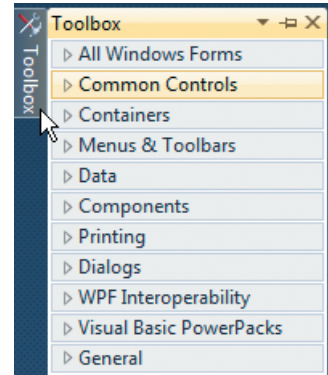 Toolbox
Toolbox
All Windows Forms
Common Controls
Containers
Menus & Toolbars
Data
Components
Printing
Dialogs
WPF Interoperability
Visual Basic PowerPacks
General